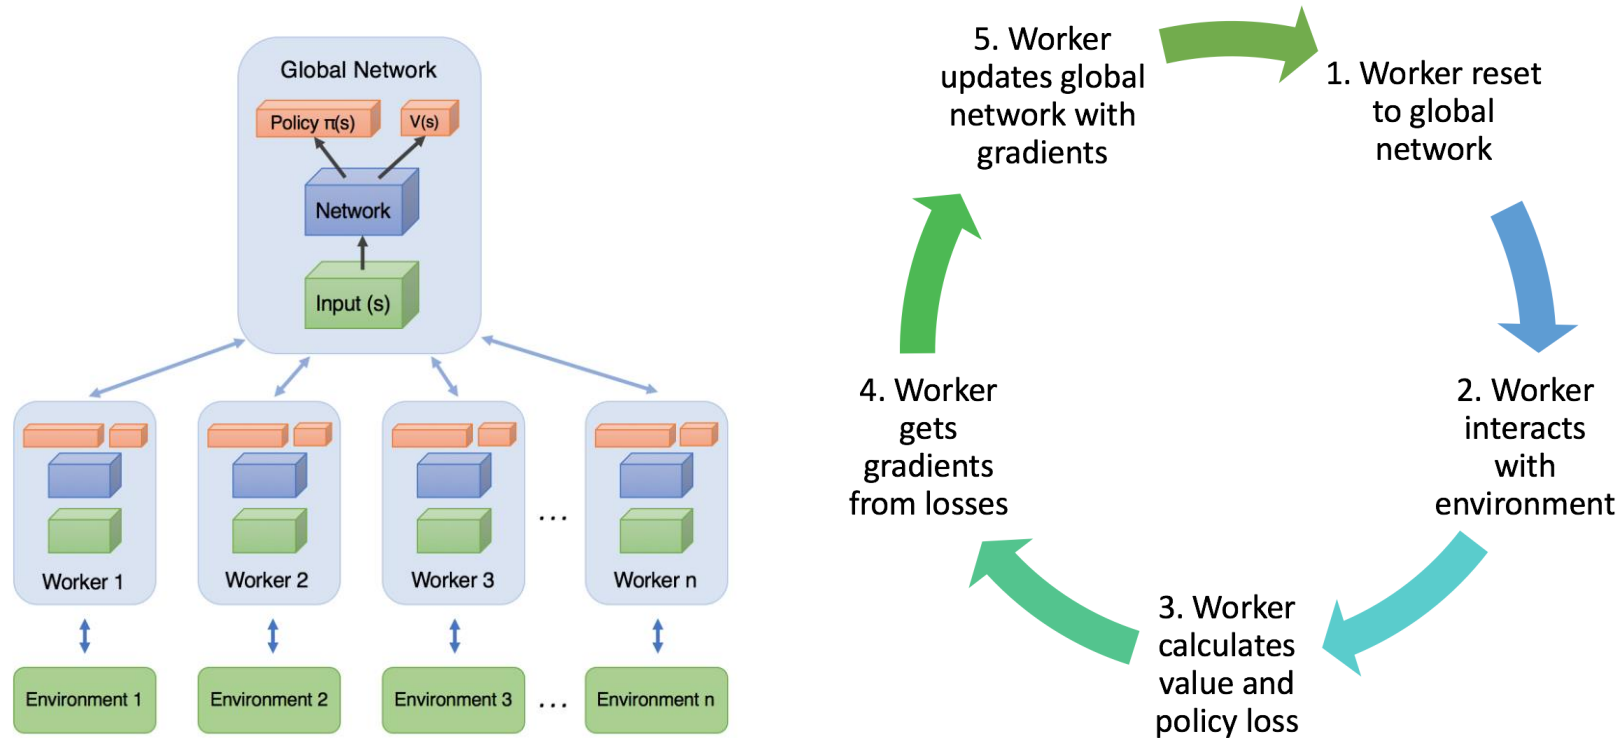 Global Network
Policy π(s)
V(s)
Network
Input (s)
Worker 1
Worker 2
Worker 3
...
Worker n
Environment 1
Environment 2
Environment 3
...
Environment n
5. Worker
updates global
network with
gradients
1. Worker reset
to global
network
2. Worker
interacts
with
environment
3. Worker
calculates
value and
policy loss
4. Worker
gets
gradients
from losses